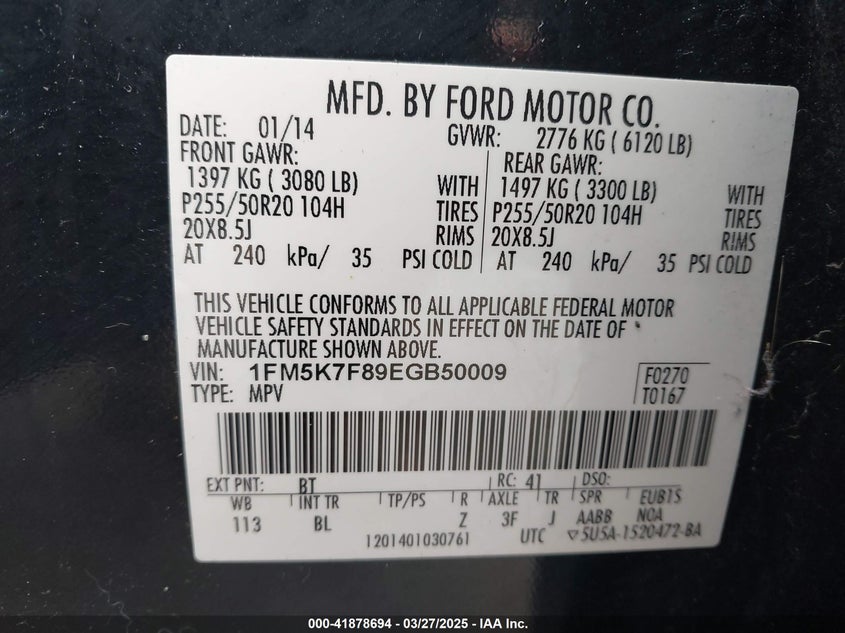 MFD. BY FORD MOTOR CO.
DATE: 01/14 GVWR: 2776 KG ( 6120 LB)
FRONT GAWR: REAR GAWR:
1397 KG ( 3080 LB) WITH 1497 KG ( 3300 LB) WITH
P255/50R20 104H TIRES P255/50R20 104H TIRES
20X8.5J RIMS 20X8.5J RIMS
AT 240 kPa/ 35 PSI COLD AT 240 kPa/ 35 PSI COLD
THIS VEHICLE CONFORMS TO ALL APPLICABLE FEDERAL MOTOR
VEHICLE SAFETY STANDARDS IN EFFECT ON THE DATE OF
MANUFACTURE SHOWN ABOVE.
VIN: 1FM5K7F89EGB50009 F0270
TYPE: MPV T0167
EXT PNT: BT RC: 41 DSO:
WB INT TR TP/PS R AXLE TR SPR EUB1S
113 BL Z 3F J AABB NOA
1201401030761 UTC ▽5U5A-1520472-BA
000-41878694 - 03/27/2025 - IAA Inc.